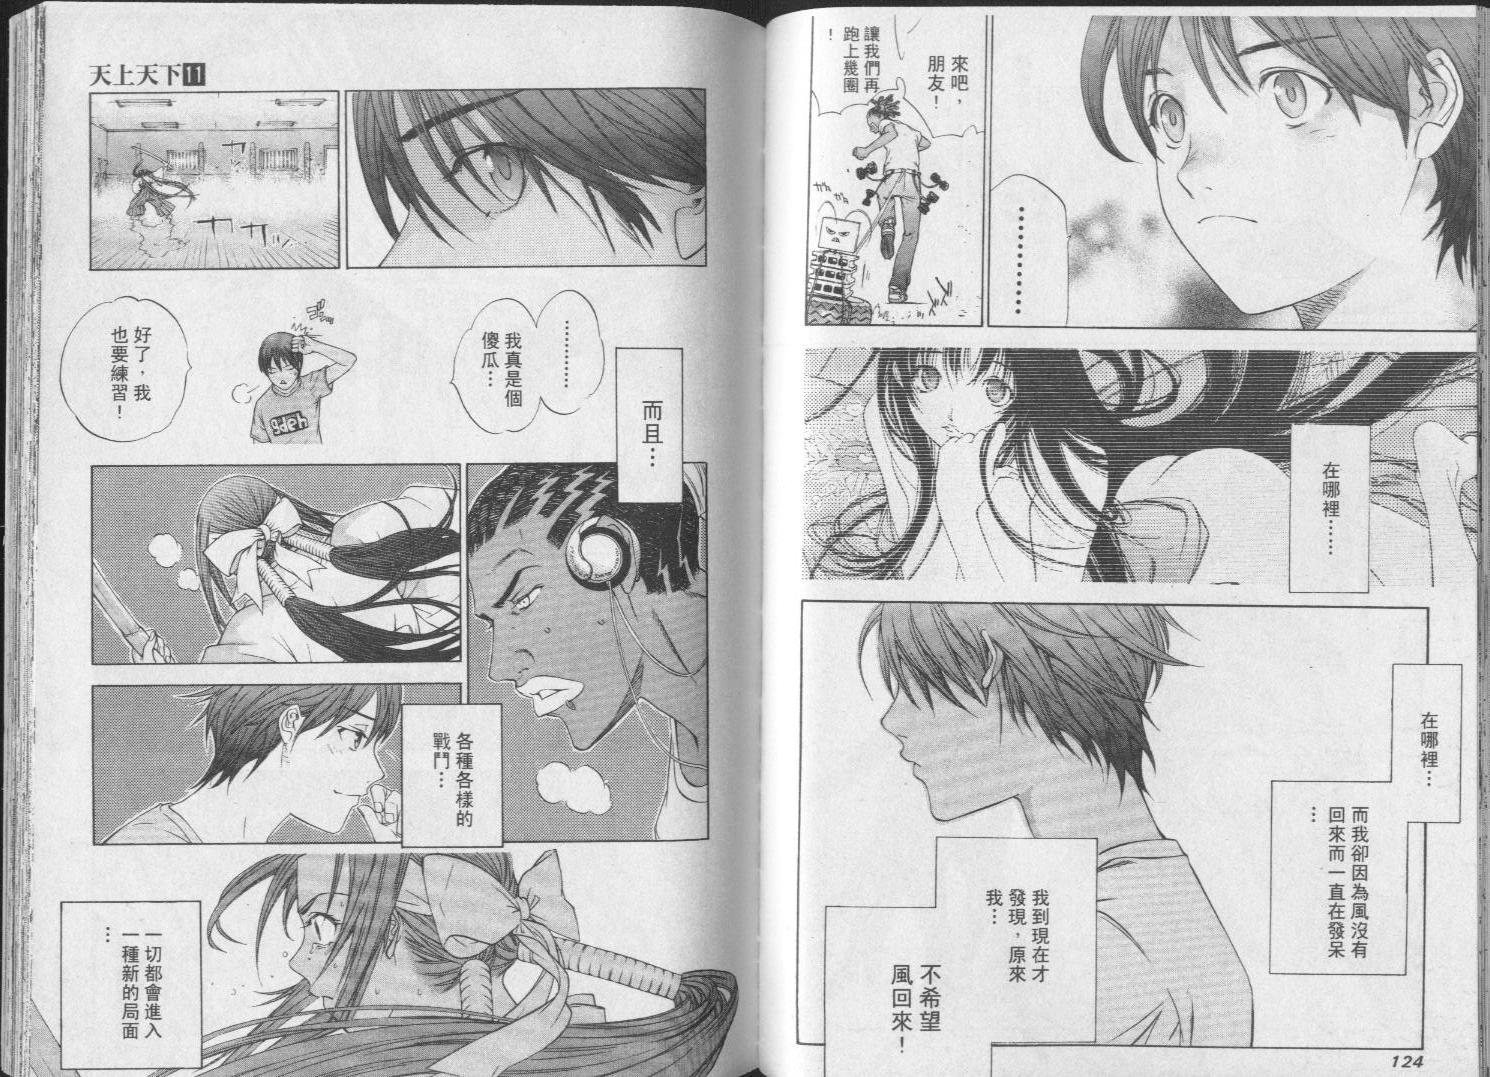 來吧，
朋友！
讓我們再
跑上幾圈
！
…………
在哪裡……
在哪裡…
而我卻因為風沒有
回來而一直在發呆
…
我到現在才
發現，原來
我…
不希望
風回來！
124
天上天下11
ガ
カ
カッ
…………
我真是個
傻瓜…
好了，我
也要練習！
而且…
各種各樣的
戰鬥…
一切都會進入
一種新的局面
…